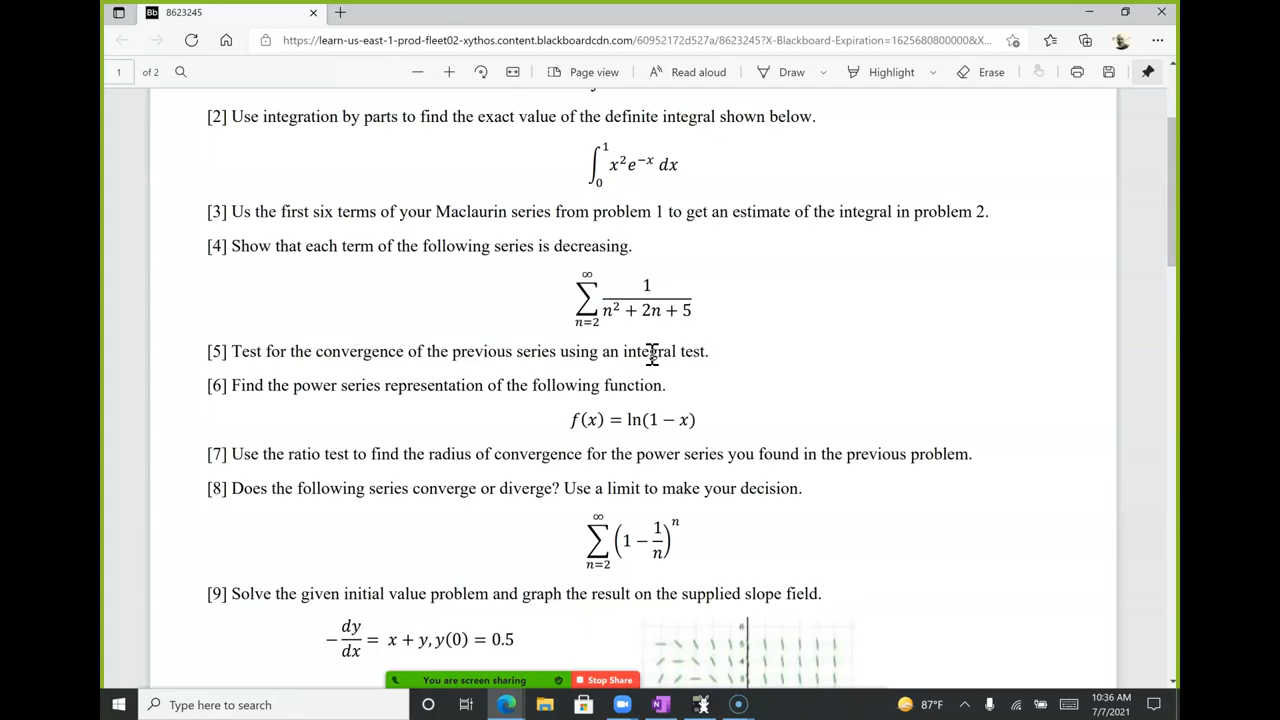 8623245
https://learn-us-east-1-prod-fleet02-xythos.content.blackboardcdn.com/60952172d527a/8623245?X-Blackboard-Expiration=1625680800000&X...
1 of 2 Page view Read aloud Draw Highlight Erase
[2] Use integration by parts to find the exact value of the definite integral shown below.
∫₀¹ x²e⁻ˣ dx
[3] Us the first six terms of your Maclaurin series from problem 1 to get an estimate of the integral in problem 2.
[4] Show that each term of the following series is decreasing.
∞ ∑ n=2 1/(n² + 2n + 5)
[5] Test for the convergence of the previous series using an integral test.
[6] Find the power series representation of the following function.
f(x) = ln(1 − x)
[7] Use the ratio test to find the radius of convergence for the power series you found in the previous problem.
[8] Does the following series converge or diverge? Use a limit to make your decision.
∞ ∑ n=2 (1 − 1/n)ⁿ
[9] Solve the given initial value problem and graph the result on the supplied slope field.
− dy/dx = x + y, y(0) = 0.5
You are screen sharing Stop Share
Type here to search
87°F
10:36 AM
7/7/2021